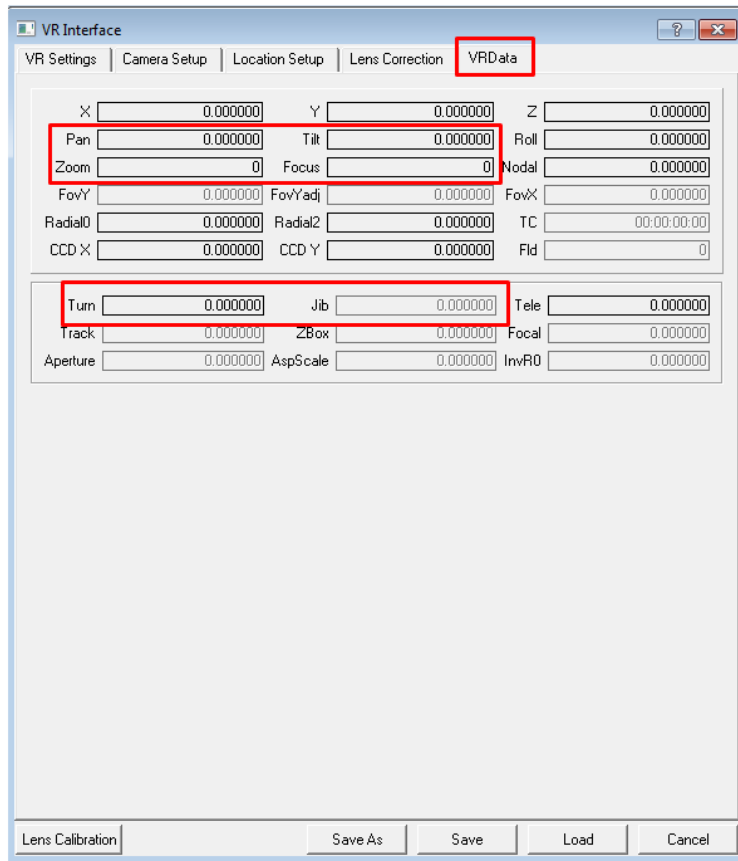 VR Interface
VR Settings Camera Setup Location Setup Lens Correction VRData
X 0.000000 Y 0.000000 Z 0.000000
Pan 0.000000 Tilt 0.000000 Roll 0.000000
Zoom 0 Focus 0 Nodal 0.000000
FovY 0.000000 FovYadj 0.000000 FovX 0.000000
Radial0 0.000000 Radial2 0.000000 TC 00:00:00:00
CCD X 0.000000 CCD Y 0.000000 Fld 0
Turn 0.000000 Jib 0.000000 Tele 0.000000
Track 0.000000 ZBox 0.000000 Focal 0.000000
Aperture 0.000000 AspScale 0.000000 InvR0 0.000000
Lens Calibration Save As Save Load Cancel